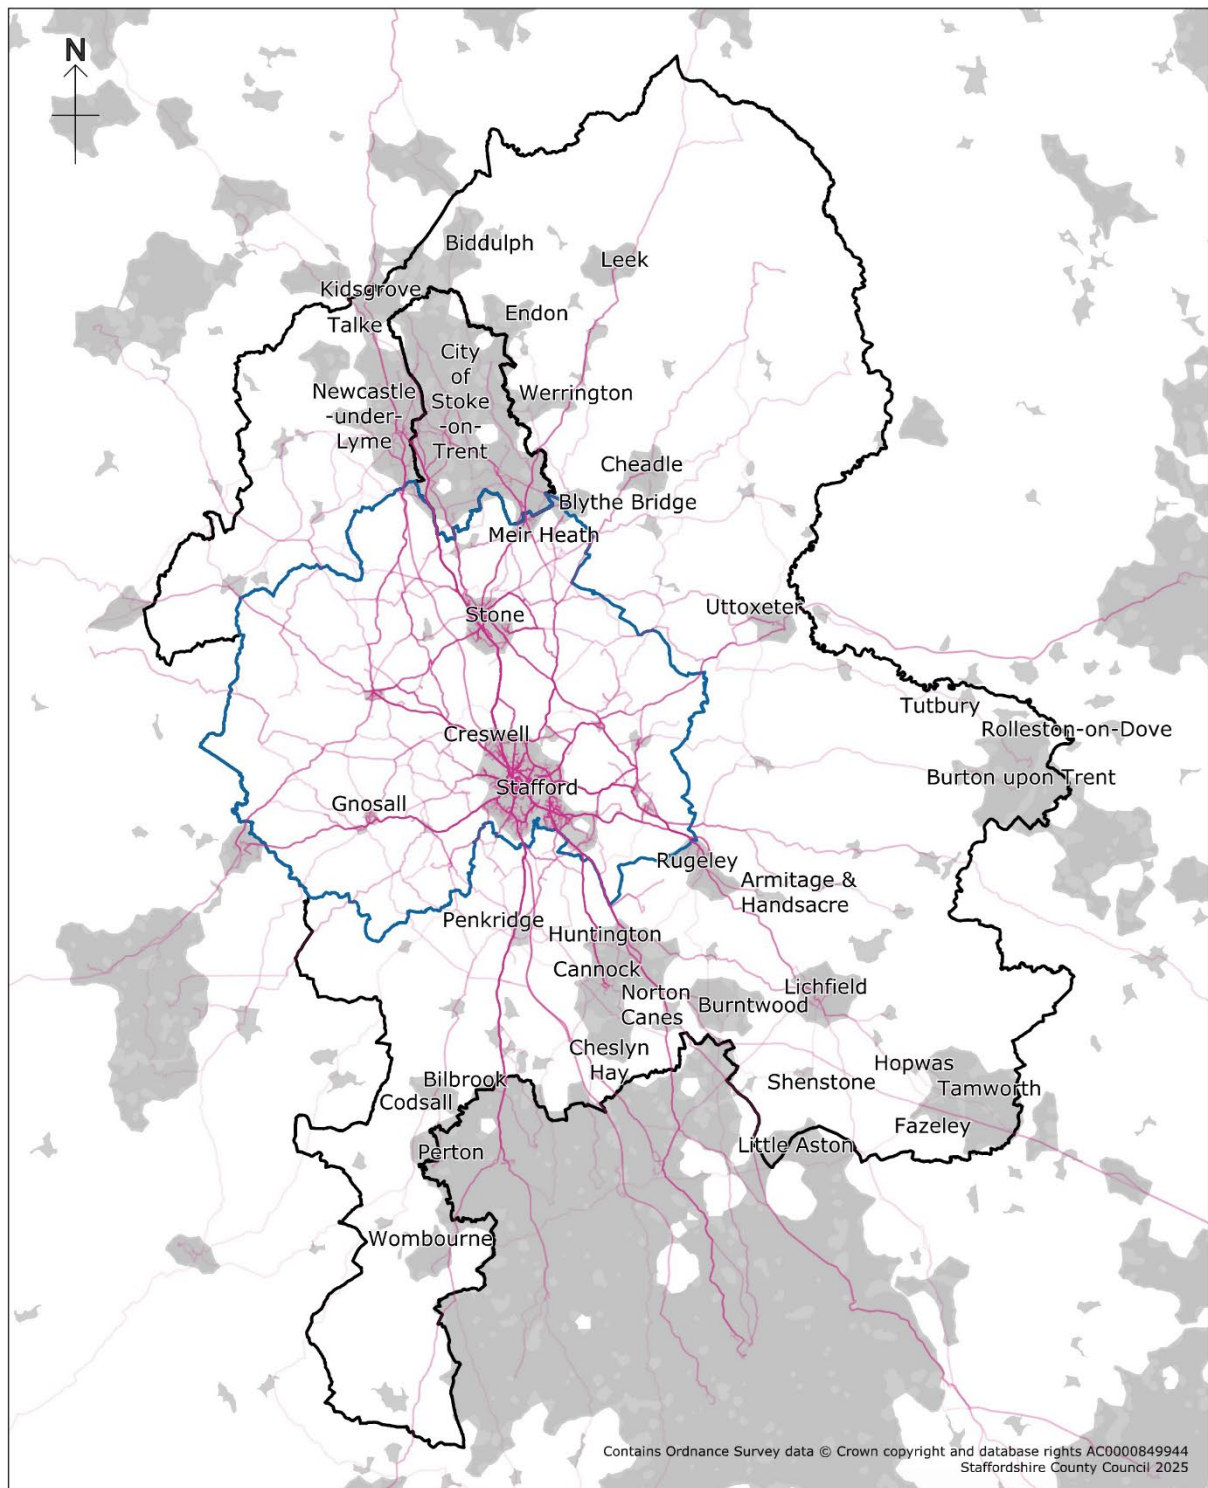 N
Biddulph
Leek
Kidsgrove
Endon
Talke
City
of
Stoke
-on-
Trent
Newcastle
-under-
Lyme
Werrington
Cheadle
Blythe Bridge
Meir Heath
Uttoxeter
Stone
Tutbury
Rolleston-on-Dove
Creswell
Burton upon Trent
Stafford
Gnosall
Rugeley
Armitage &
Handsacre
Penkridge
Huntington
Cannock
Lichfield
Norton
Canes
Burntwood
Cheslyn
Hay
Hopwas
Shenstone
Tamworth
Bilbrook
Codsall
Fazeley
Little Aston
Perton
Wombourne
Contains Ordnance Survey data © Crown copyright and database rights AC0000849944
Staffordshire County Council 2025